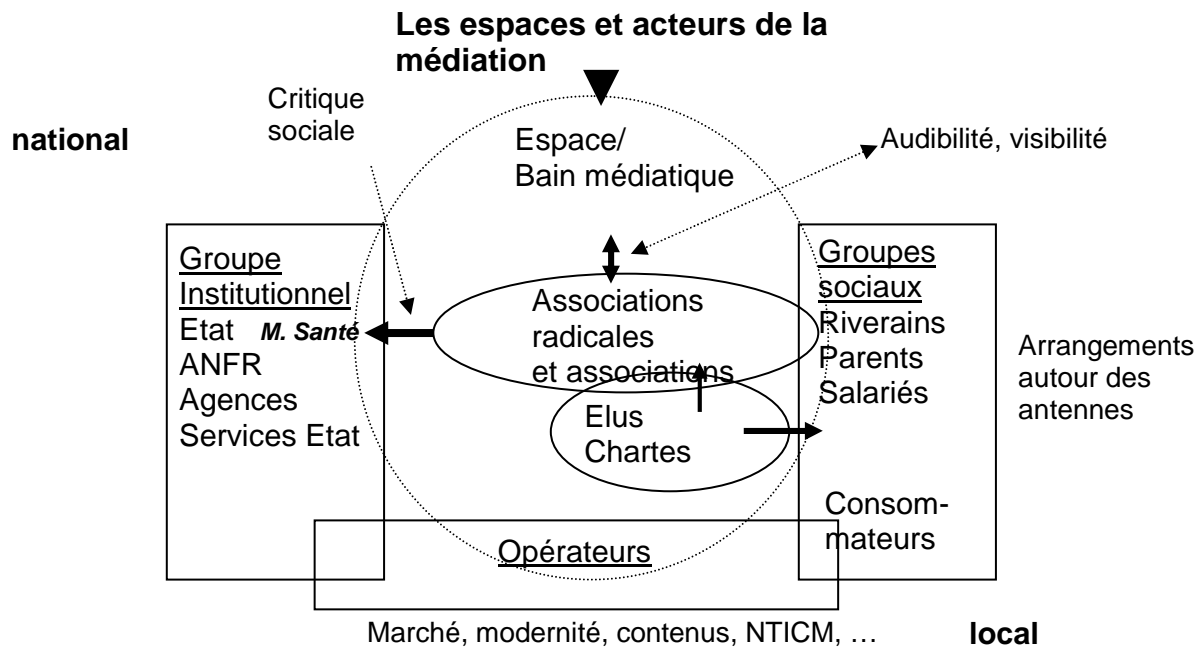 Les espaces et acteurs de la
médiation
Critique
sociale
national
Espace/
Bain médiatique
Audibilité, visibilité
Groupe
Institutionnel
Etat M. Santé
ANFR
Agences
Services Etat
Associations
radicales
et associations
Elus
Chartes
Groupes
sociaux
Riverains
Parents
Salariés
Consom-
mateurs
Arrangements
autour des
antennes
Opérateurs
Marché, modernité, contenus, NTICM, …
local